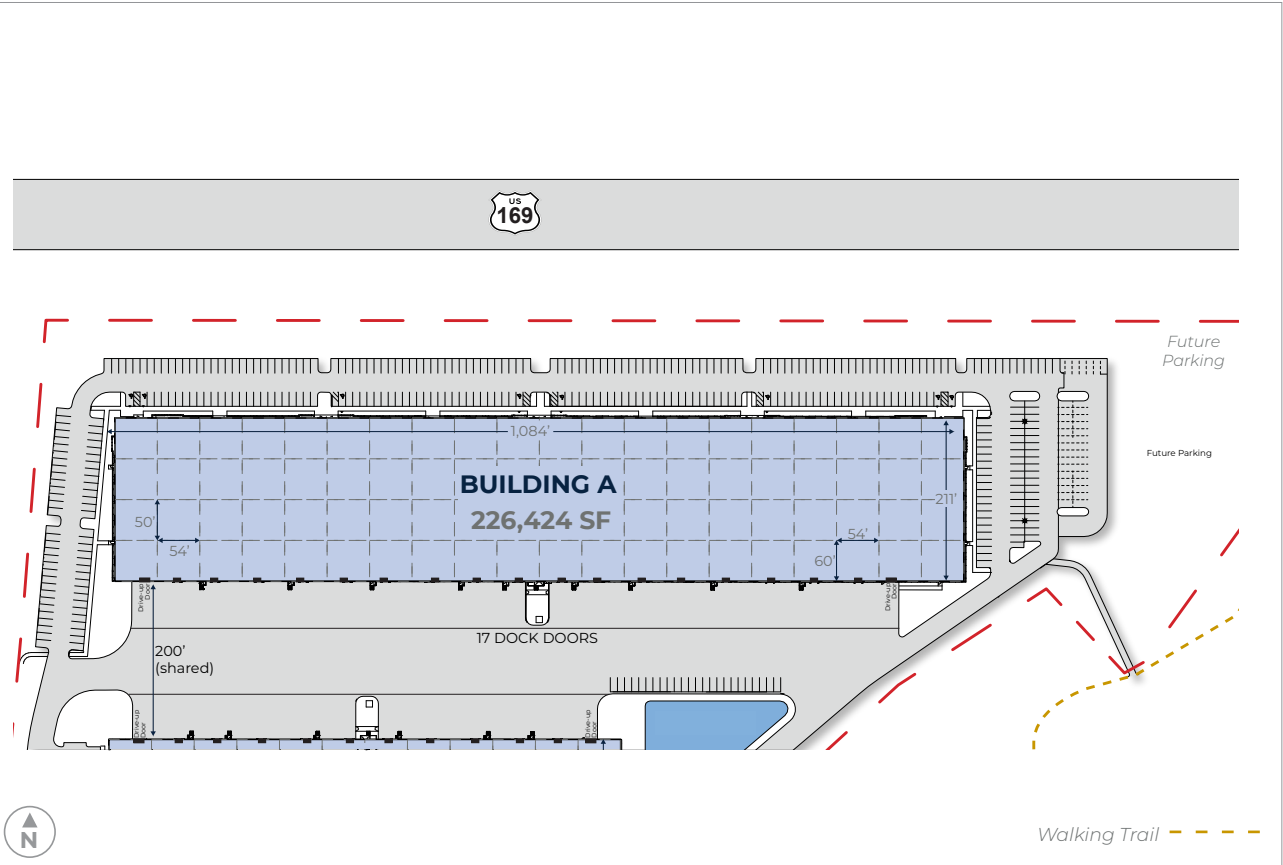 US
169
Future
Parking
1,084'
BUILDING A
226,424 SF
211'
Future Parking
50'
54'
54'
60'
Drive-up
Door
Drive-up
Door
17 DOCK DOORS
200'
(shared)
Drive-up
Door
Drive-up
Door
N
Walking Trail